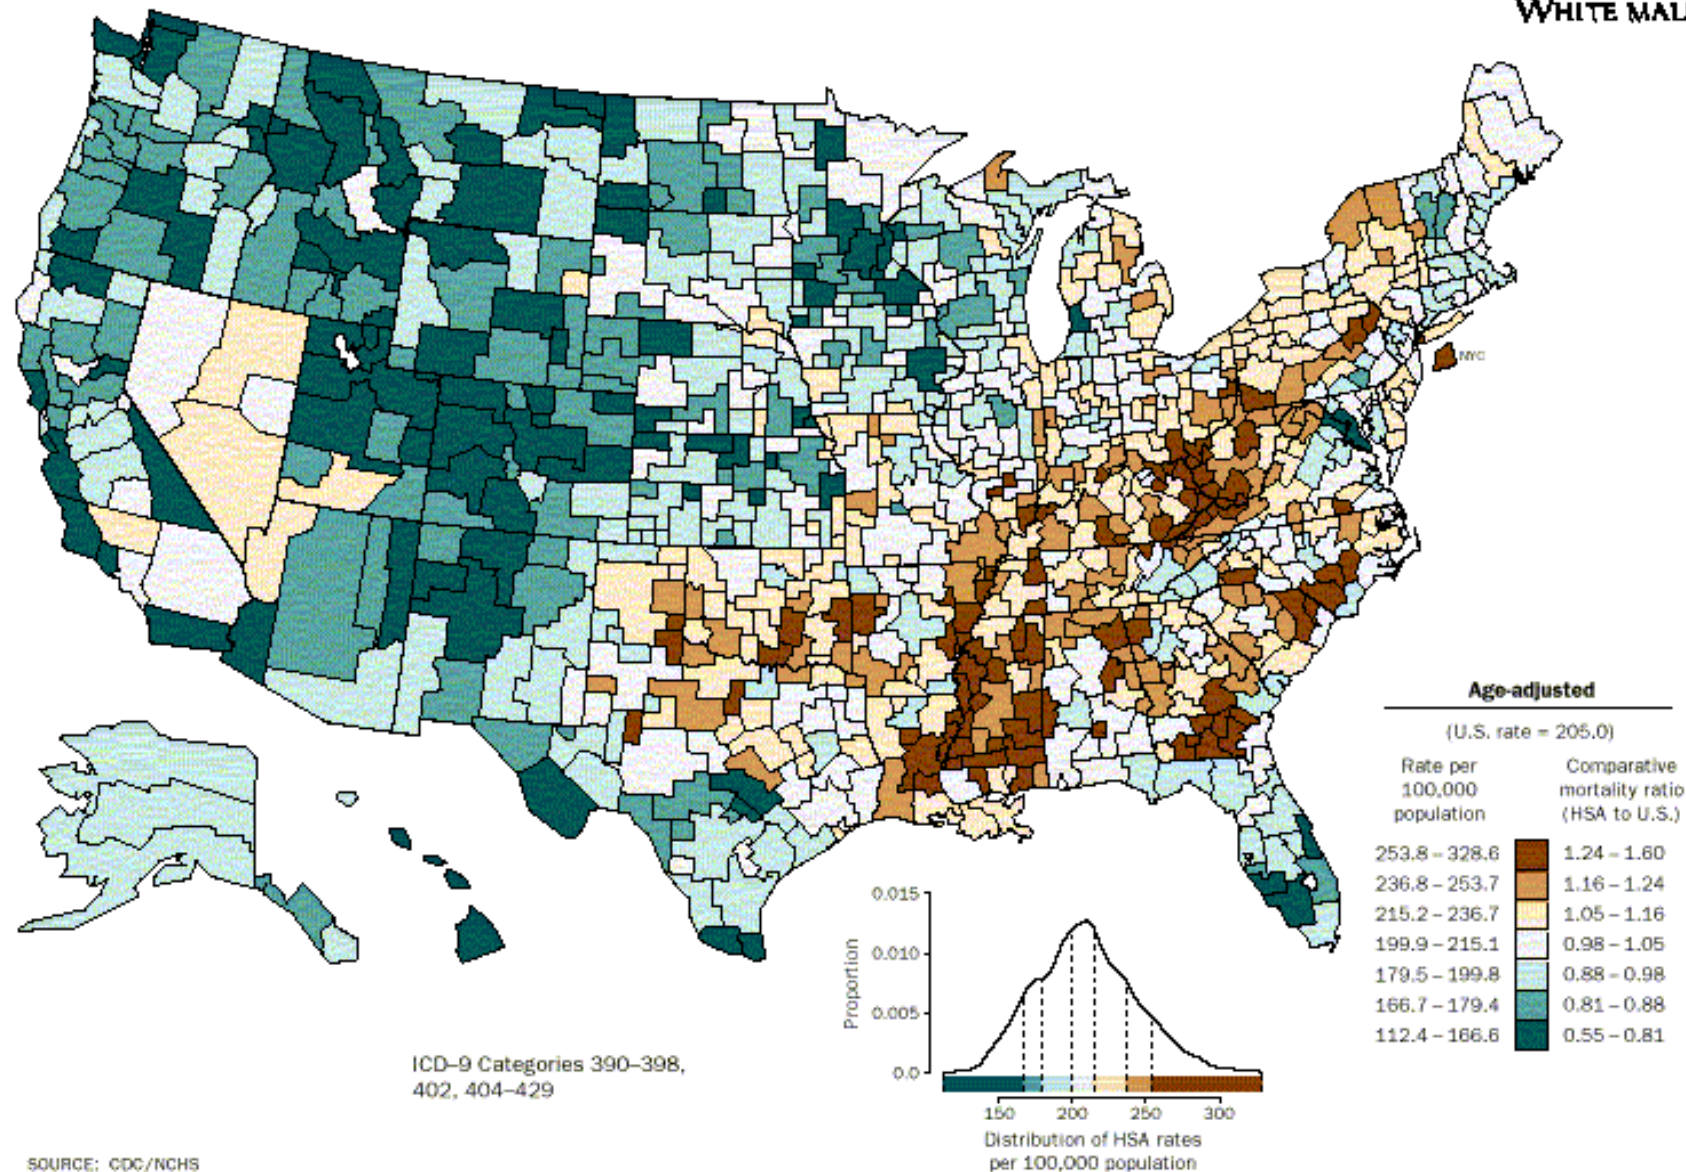 WHITE MAL
NYC
Age-adjusted
(U.S. rate = 205.0)
Rate per
100,000
population
Comparative
mortality ratio
(HSA to U.S.)
253.8 – 328.6 1.24 – 1.60
236.8 – 253.7 1.16 – 1.24
215.2 – 236.7 1.05 – 1.16
199.9 – 215.1 0.98 – 1.05
179.5 – 199.8 0.88 – 0.98
166.7 – 179.4 0.81 – 0.88
112.4 – 166.6 0.55 – 0.81
0.015
0.010
0.005
0.0
Proportion
150 200 250 300
Distribution of HSA rates
per 100,000 population
ICD–9 Categories 390–398,
402, 404–429
SOURCE: CDC/NCHS